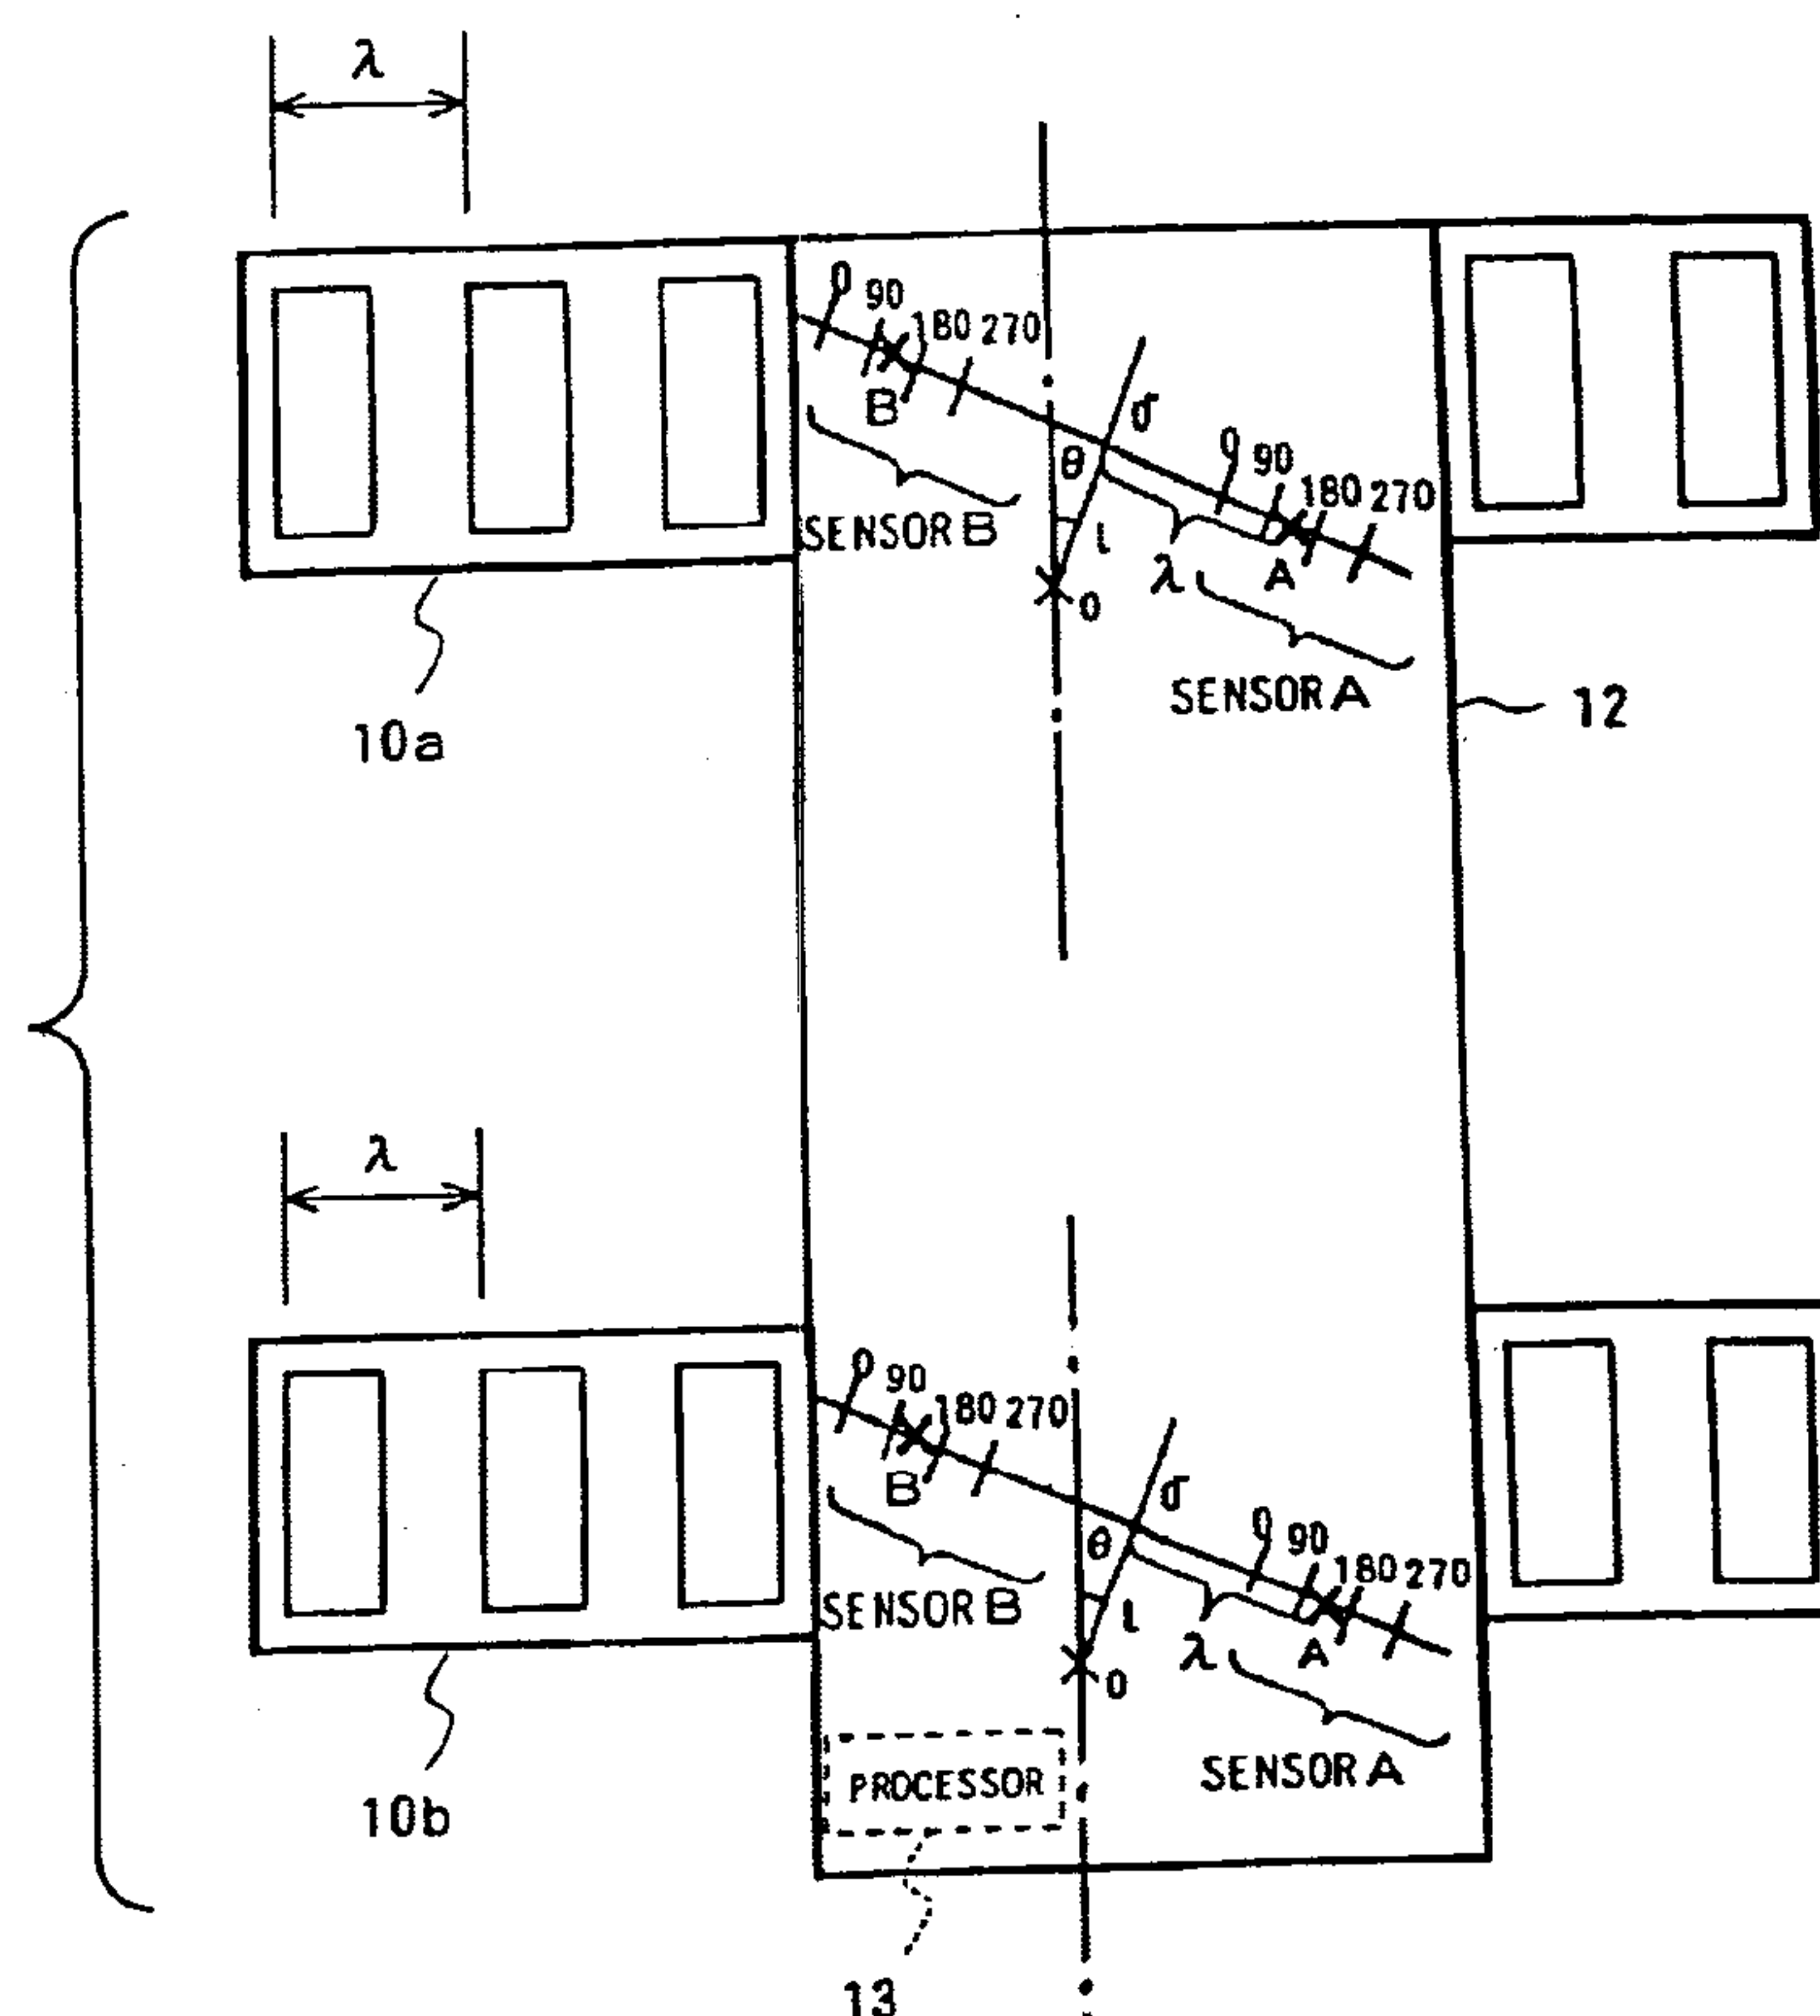 λ
0 90 180 270
B
σ
θ
0 90 180 270
SENSOR B
l
λ
A
0
SENSOR A
10a
12
λ
0 90 180 270
B
σ
θ
0 90 180 270
SENSOR B
l
λ
A
0
SENSOR A
PROCESSOR
10b
13